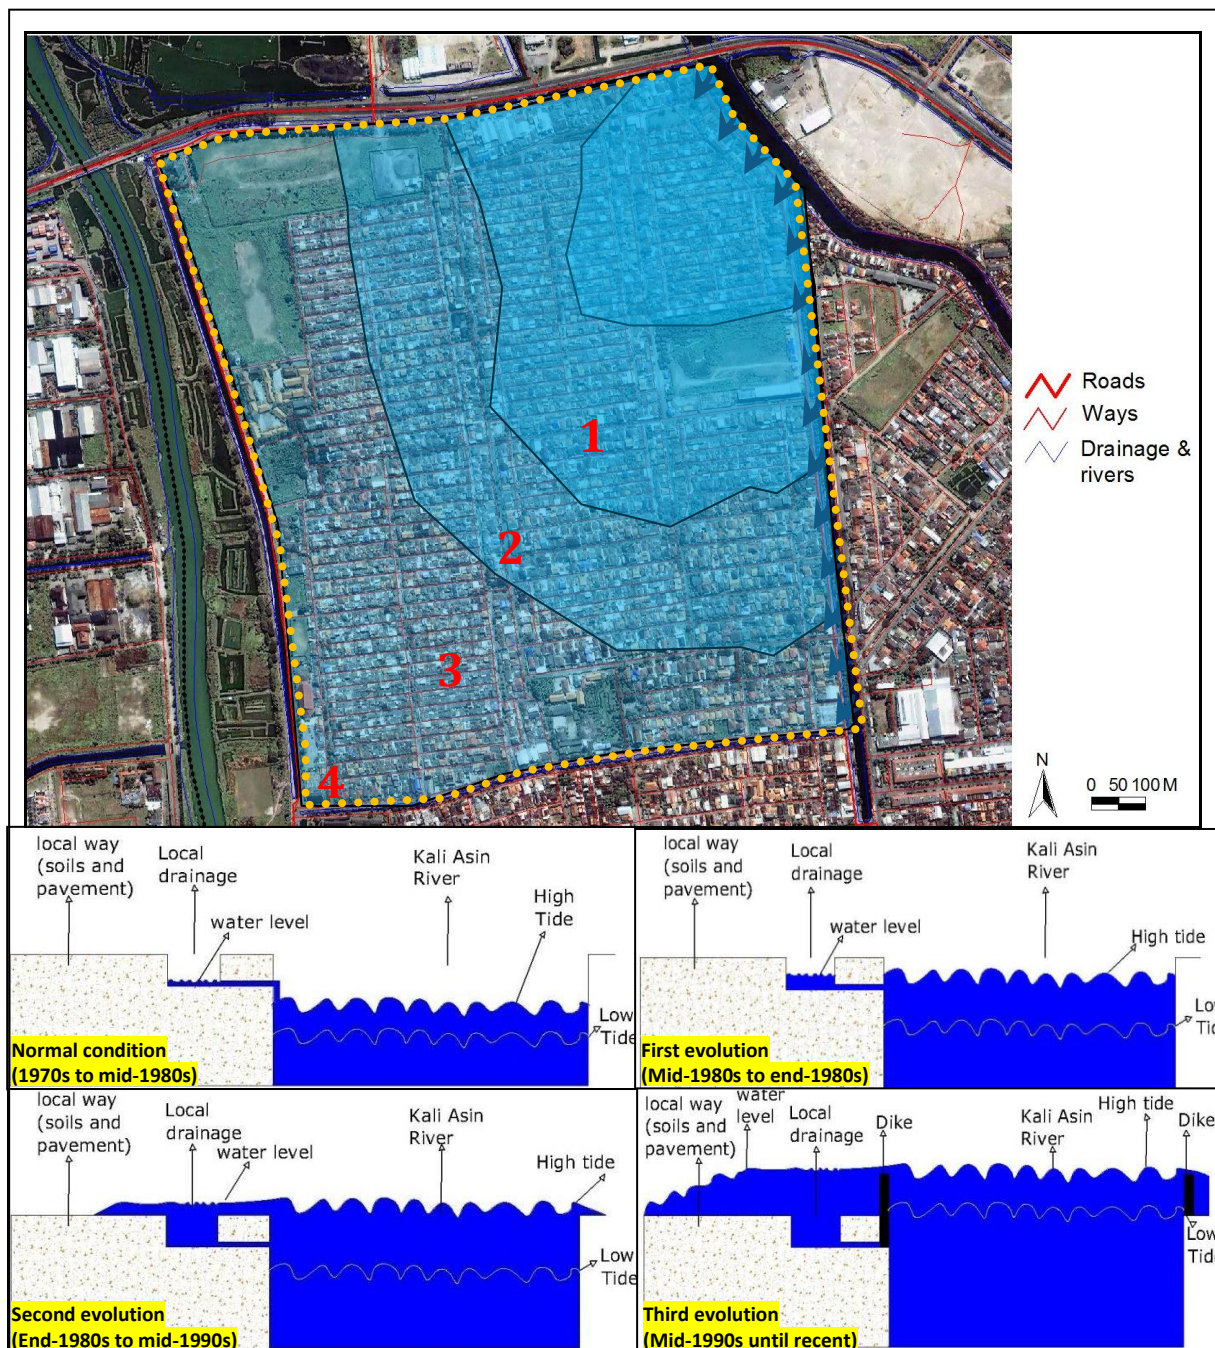 1
2
3
4
Roads
Ways
Drainage &
rivers
N
0 50 100 M
local way
(soils and
pavement)
Local
drainage
water level
Kali Asin
River
High
Tide
Low
Tide
Normal condition
(1970s to mid-1980s)
local way
(soils and
pavement)
Local
drainage
water level
Kali Asin
River
High tide
Lo
Tid
First evolution
(Mid-1980s to end-1980s)
local way
(soils and
pavement)
Local
drainage
water level
Kali Asin
River
High tide
Low
Tide
Second evolution
(End-1980s to mid-1990s)
local way
(soils and
pavement)
water
level
Local
drainage
Dike
Kali Asin
River
High tide
Dike
Low
Tide
Third evolution
(Mid-1990s until recent)